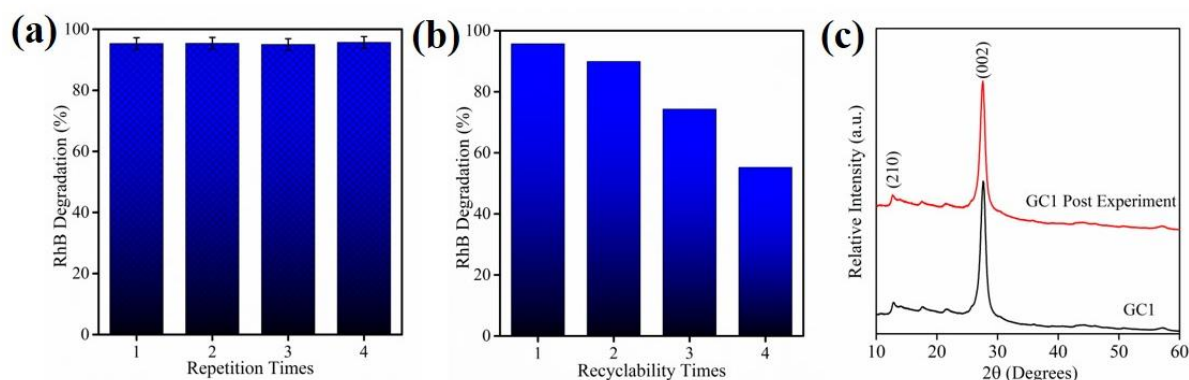 (a)
RhB Degradation (%)
100
80
60
40
20
0
1 2 3 4
Repetition Times
(b)
RhB Degradation (%)
100
80
60
40
20
0
1 2 3 4
Recyclability Times
(c)
Relative Intensity (a.u.)
(210)
(002)
GC1 Post Experiment
GC1
10 20 30 40 50 60
2θ (Degrees)